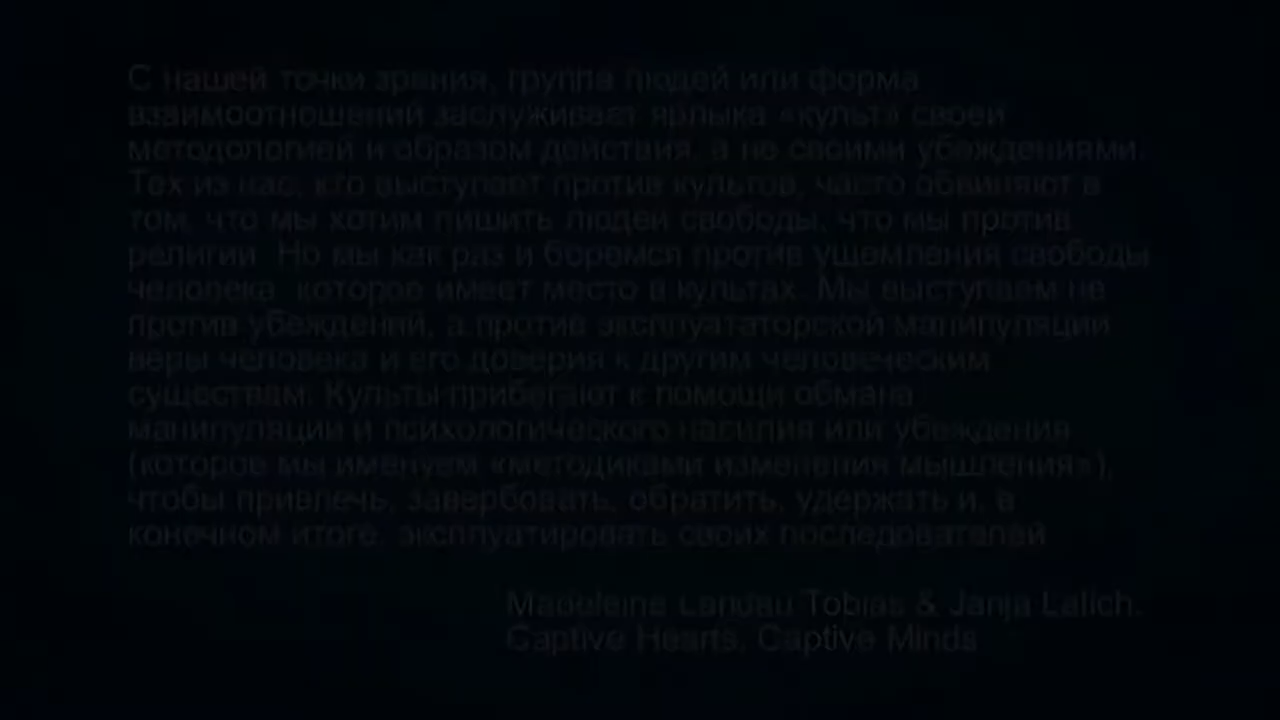 С нашей точки зрения, группа людей или форма
взаимоотношений заслуживает ярлыка «культ» своей
методологией и образом действия, а не своими убеждениями.
Тех из нас, кто выступает против культов, часто обвиняют в
том, что мы хотим лишить людей свободы, что мы против
религии. Но мы как раз и боремся против ущемления свободы
человека, которое имеет место в культах. Мы выступаем не
против убеждений, а против эксплуататорской манипуляции
веры человека и его доверия к другим человеческим
существам. Культы прибегают к помощи обмана,
манипуляции и психологического насилия или убеждения
(которое мы именуем «методиками изменения мышления»),
чтобы привлечь, завербовать, обратить, удержать и, в
конечном итоге, эксплуатировать своих последователей.
Madeleine Landau Tobias & Janja Lalich.
Captive Hearts, Captive Minds